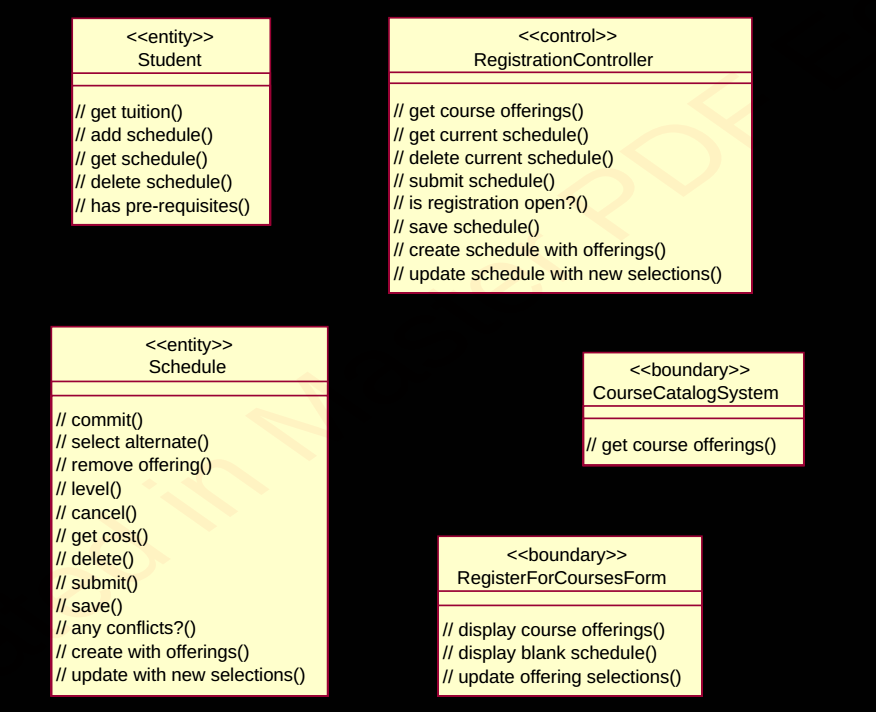 <<entity>>
Student
// get tuition()
// add schedule()
// get schedule()
// delete schedule()
// has pre-requisites()
<<control>>
RegistrationController
// get course offerings()
// get current schedule()
// delete current schedule()
// submit schedule()
// is registration open?()
// save schedule()
// create schedule with offerings()
// update schedule with new selections()
<<entity>>
Schedule
// commit()
// select alternate()
// remove offering()
// level()
// cancel()
// get cost()
// delete()
// submit()
// save()
// any conflicts?()
// create with offerings()
// update with new selections()
<<boundary>>
CourseCatalogSystem
// get course offerings()
<<boundary>>
RegisterForCoursesForm
// display course offerings()
// display blank schedule()
// update offering selections()
in Master PDF